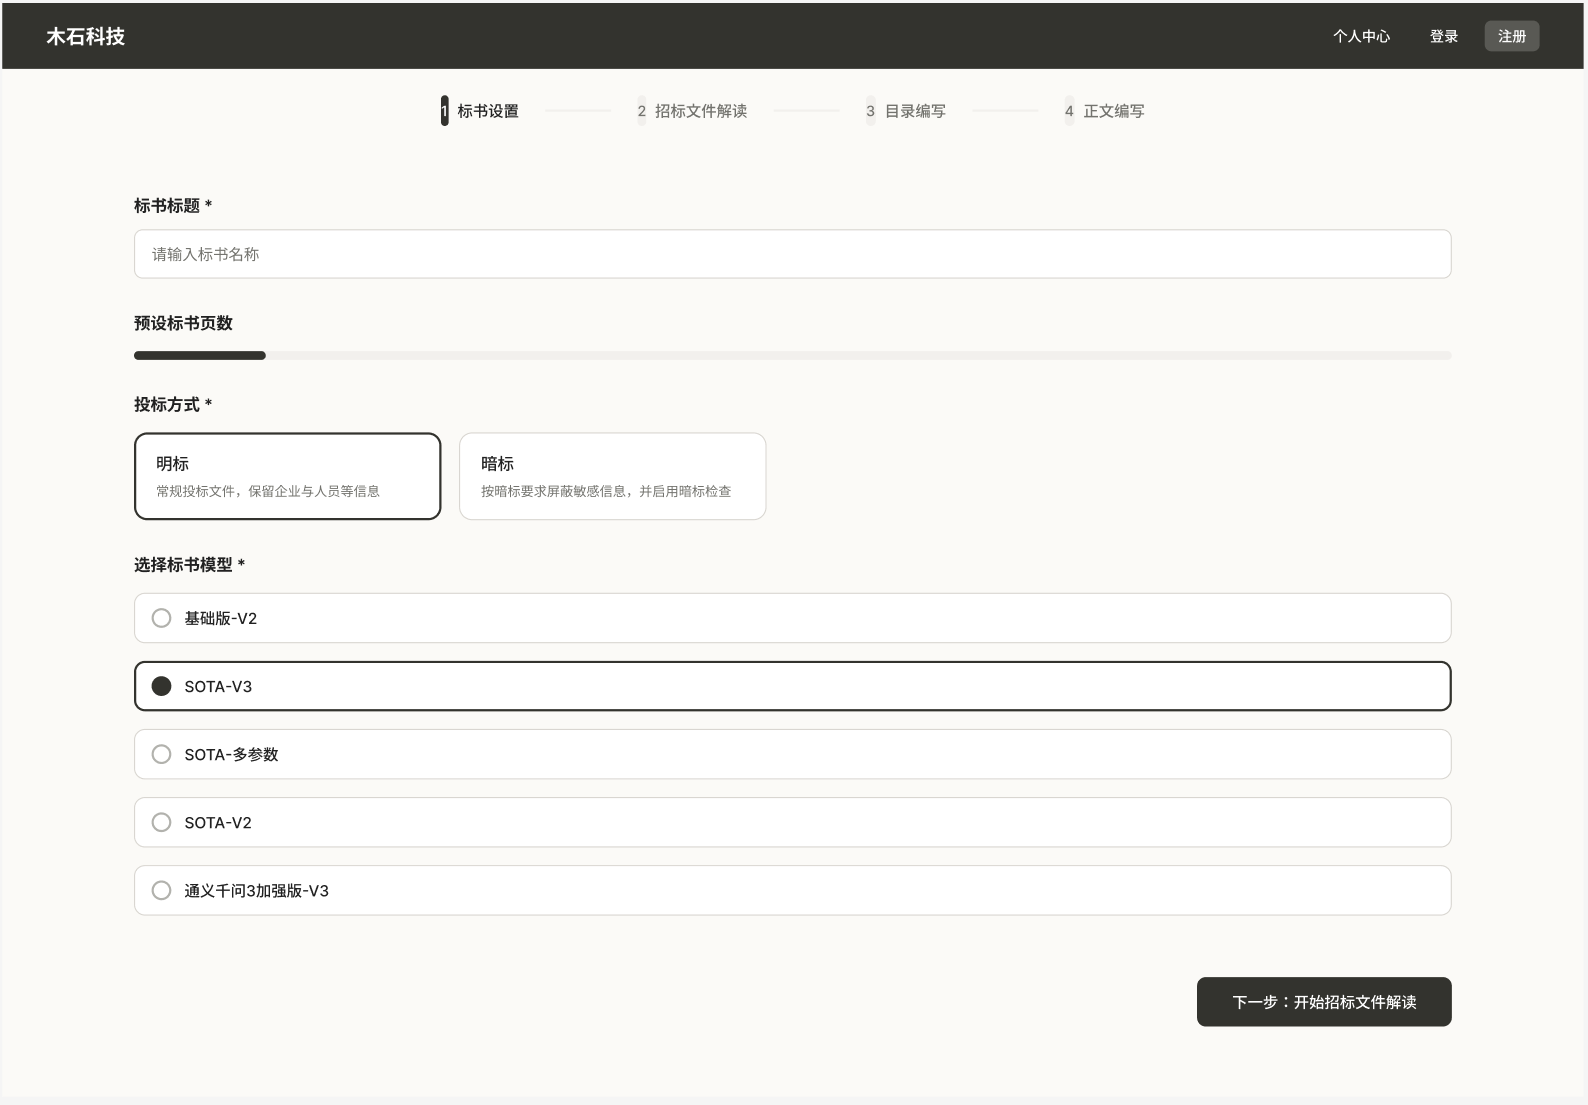 木石科技
个人中心 登录 注册
1 标书设置 2 招标文件解读 3 目录编写 4 正文编写
标书标题 *
请输入标书名称
预设标书页数
投标方式 *
明标 暗标
常规投标文件，保留企业与人员等信息 按暗标要求屏蔽敏感信息，并启用暗标检查
选择标书模型 *
基础版-V2
SOTA-V3
SOTA-多参数
SOTA-V2
通义千问3加强版-V3
下一步：开始招标文件解读